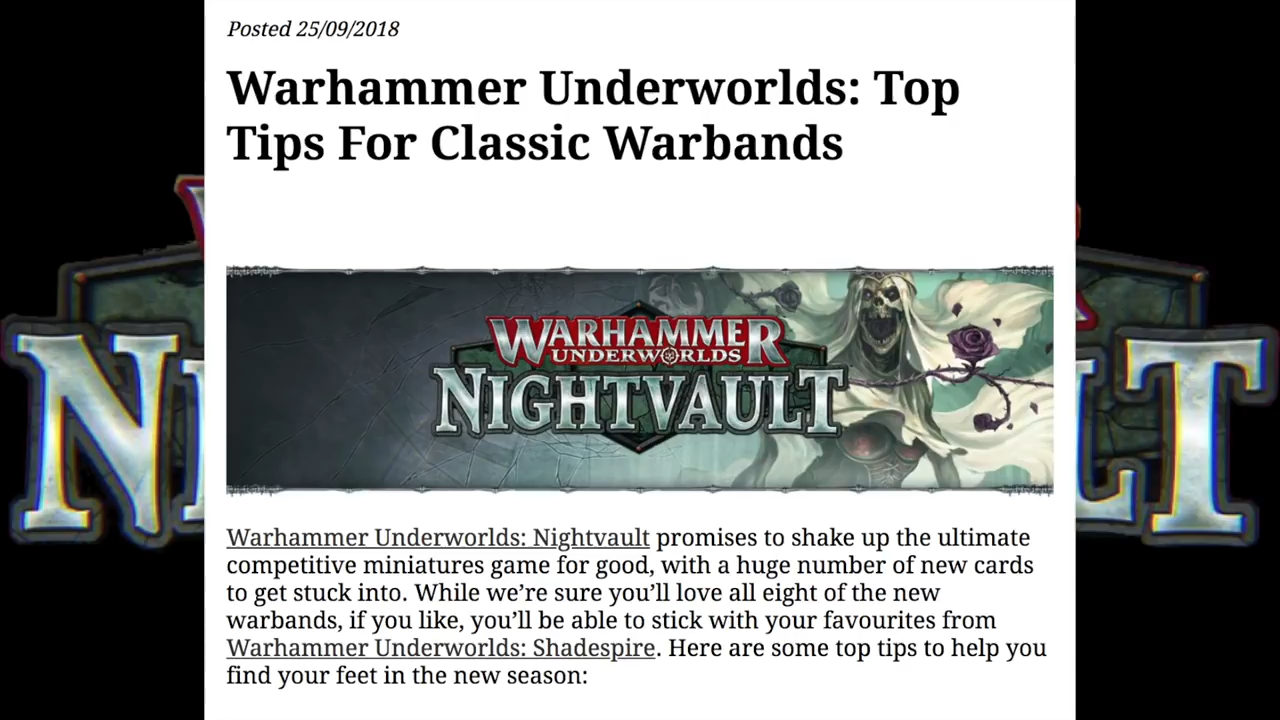 Posted 25/09/2018
Warhammer Underworlds: Top
Tips For Classic Warbands
WARHAMMER
UNDERWORLDS
NIGHTVAULT
Warhammer Underworlds: Nightvault promises to shake up the ultimate
competitive miniatures game for good, with a huge number of new cards
to get stuck into. While we’re sure you’ll love all eight of the new
warbands, if you like, you’ll be able to stick with your favourites from
Warhammer Underworlds: Shadespire. Here are some top tips to help you
find your feet in the new season:
N
LT